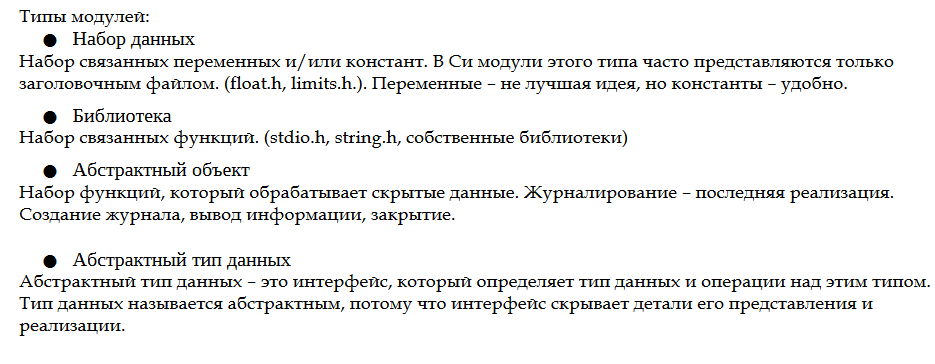 Типы модулей:
● Набор данных
Набор связанных переменных и/или констант. В Си модули этого типа часто представляются только
заголовочным файлом. (float.h, limits.h.). Переменные – не лучшая идея, но константы – удобно.
● Библиотека
Набор связанных функций. (stdio.h, string.h, собственные библиотеки)
● Абстрактный объект
Набор функций, который обрабатывает скрытые данные. Журналирование – последняя реализация.
Создание журнала, вывод информации, закрытие.
● Абстрактный тип данных
Абстрактный тип данных – это интерфейс, который определяет тип данных и операции над этим типом.
Тип данных называется абстрактным, потому что интерфейс скрывает детали его представления и
реализации.